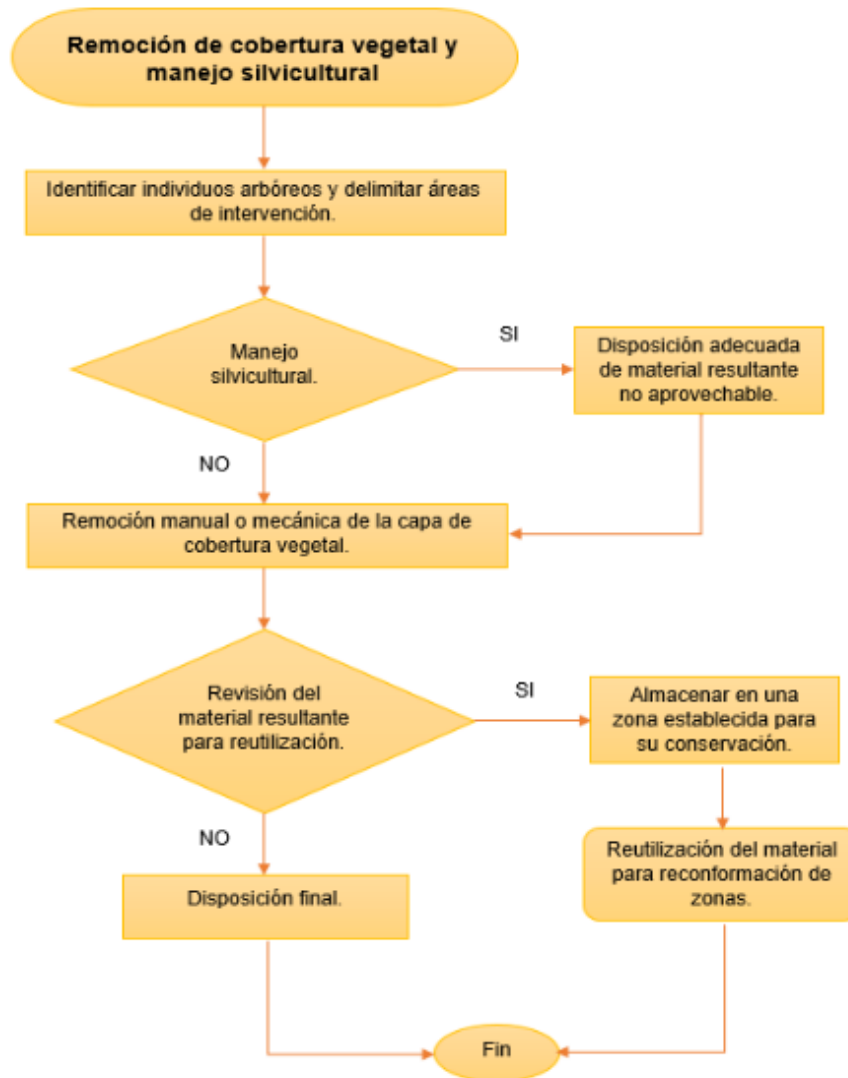 Remoción de cobertura vegetal y
manejo silvicultural
Identificar individuos arbóreos y delimitar áreas
de intervención.
Manejo
silvicultural.
SI
Disposición adecuada
de material resultante
no aprovechable.
NO
Remoción manual o mecánica de la capa de
cobertura vegetal.
Revisión del
material resultante
para reutilización.
SI
Almacenar en una
zona establecida para
su conservación.
NO
Disposición final.
Reutilización del material
para reconformación de
zonas.
Fin